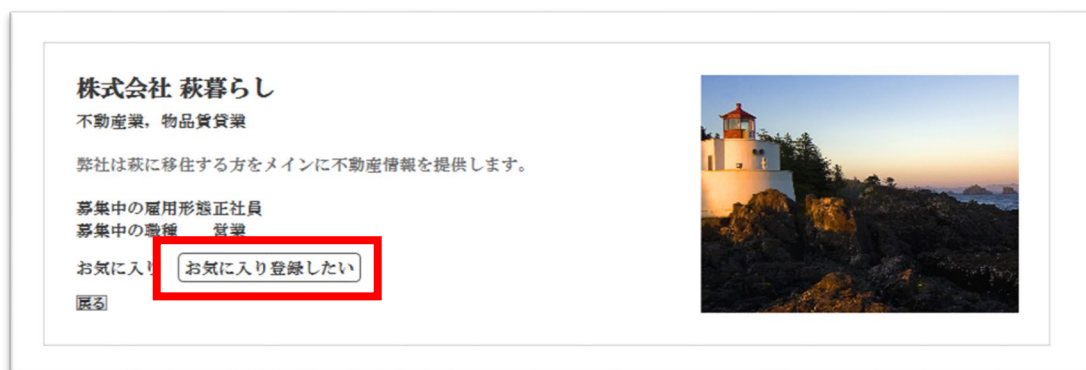 株式会社 萩暮らし
不動産業，物品賃貸業
弊社は萩に移住する方をメインに不動産情報を提供します。
募集中の雇用形態正社員
募集中の職種　営業
お気に入り お気に入り登録したい
戻る